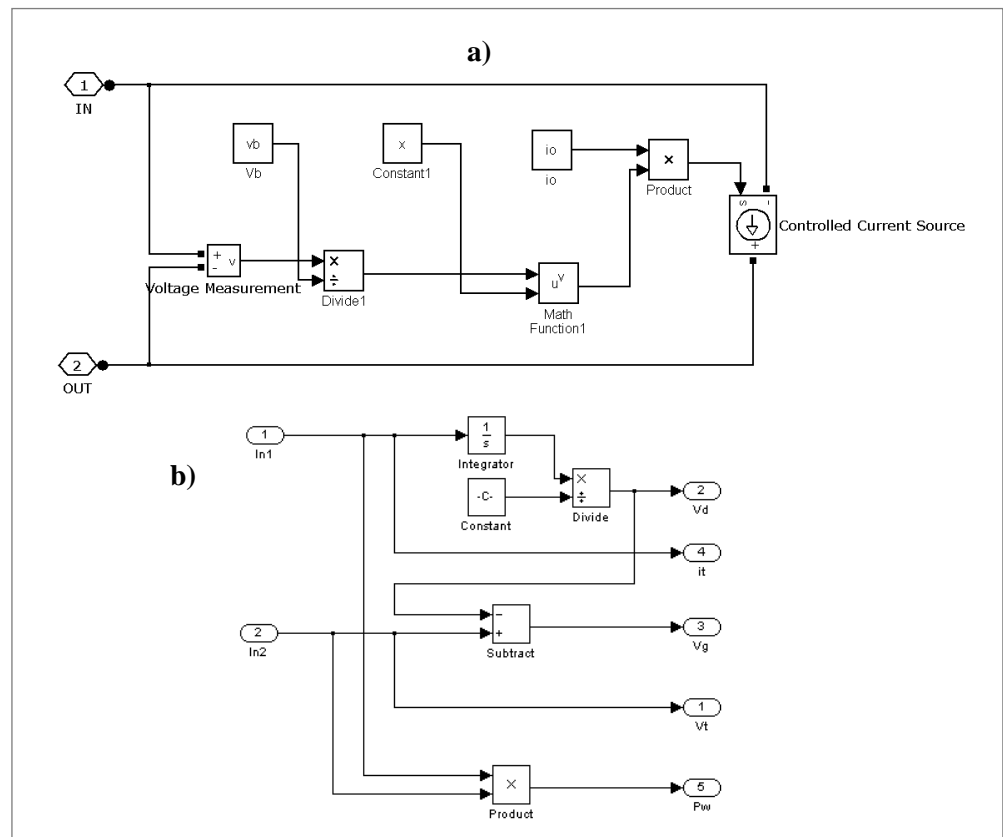 a)
1
IN
vb
Vb
x
Constant1
io
io
×
Product
s
-
+
Controlled Current Source
+
-
v
Voltage Measurement
×
÷
Divide1
u^v
Math
Function1
2
OUT
b)
1
In1
1
s
Integrator
-C-
Constant
×
÷
Divide
2
Vd
4
it
2
In2
-
+
Subtract
3
Vg
1
Vt
×
Product
5
Pw